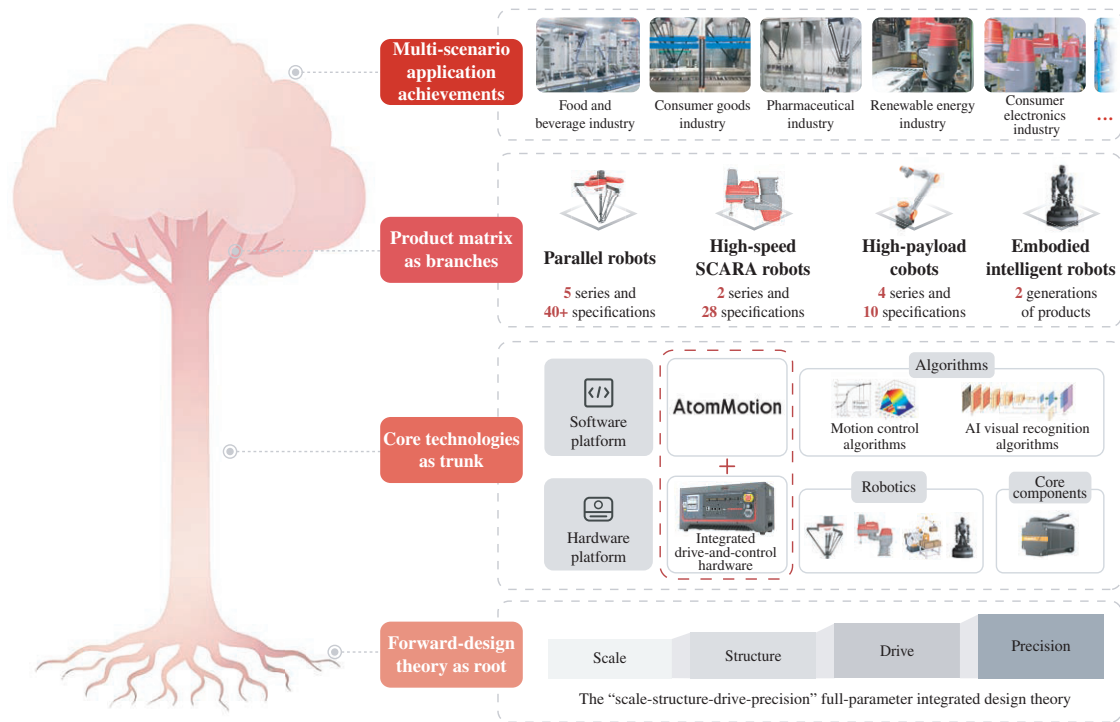 Multi-scenario
application
achievements
Food and
beverage industry
Consumer goods
industry
Pharmaceutical
industry
Renewable energy
industry
Consumer
electronics
industry
...
Product matrix
as branches
Parallel robots
5 series and
40+ specifications
High-speed
SCARA robots
2 series and
28 specifications
High-payload
cobots
4 series and
10 specifications
Embodied
intelligent robots
2 generations
of products
Core technologies
as trunk
Software
platform
AtomMotion
Algorithms
Motion control
algorithms
AI visual recognition
algorithms
+
Hardware
platform
Integrated
drive-and-control
hardware
Robotics
Core
components
Forward-design
theory as root
Scale
Structure
Drive
Precision
The “scale-structure-drive-precision” full-parameter integrated design theory